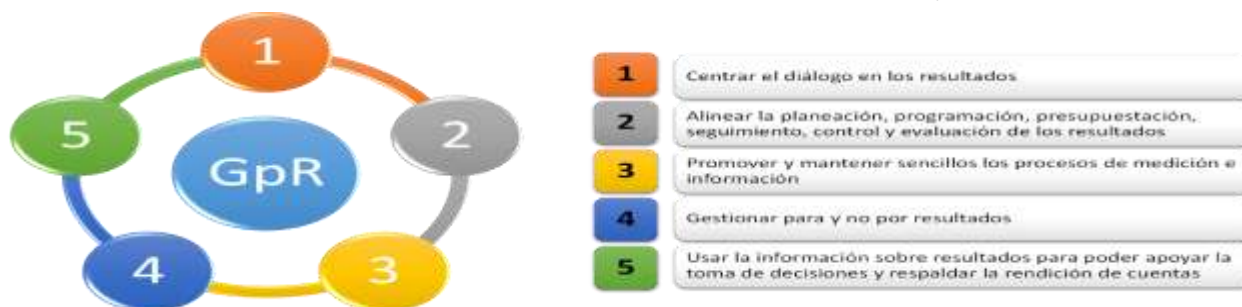 1
5
2
GpR
4
3
1
Centrar el diálogo en los resultados
2
Alinear la planeación, programación, presupuestación,
seguimiento, control y evaluación de los resultados
3
Promover y mantener sencillos los procesos de medición e
información
4
Gestionar para y no por resultados
5
Usar la información sobre resultados para poder apoyar la
toma de decisiones y respaldar la rendición de cuentas